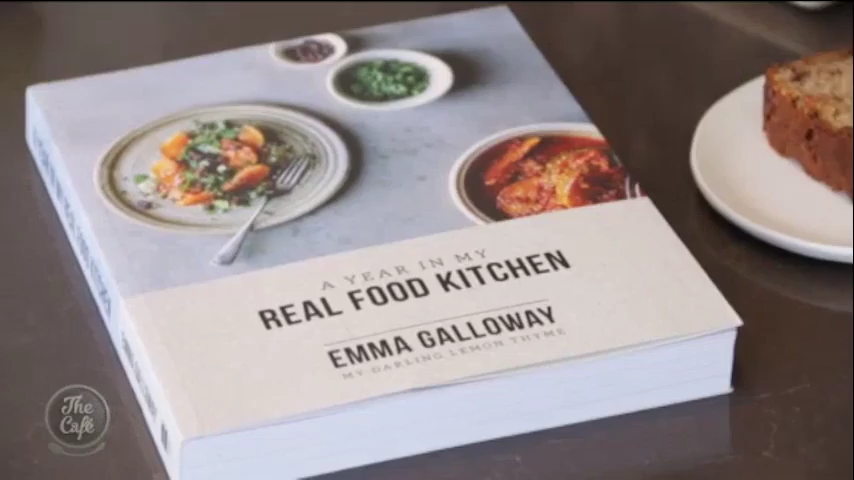 A YEAR IN MY
REAL FOOD KITCHEN
EMMA GALLOWAY
MY DARLING LEMON THYME
The
Café